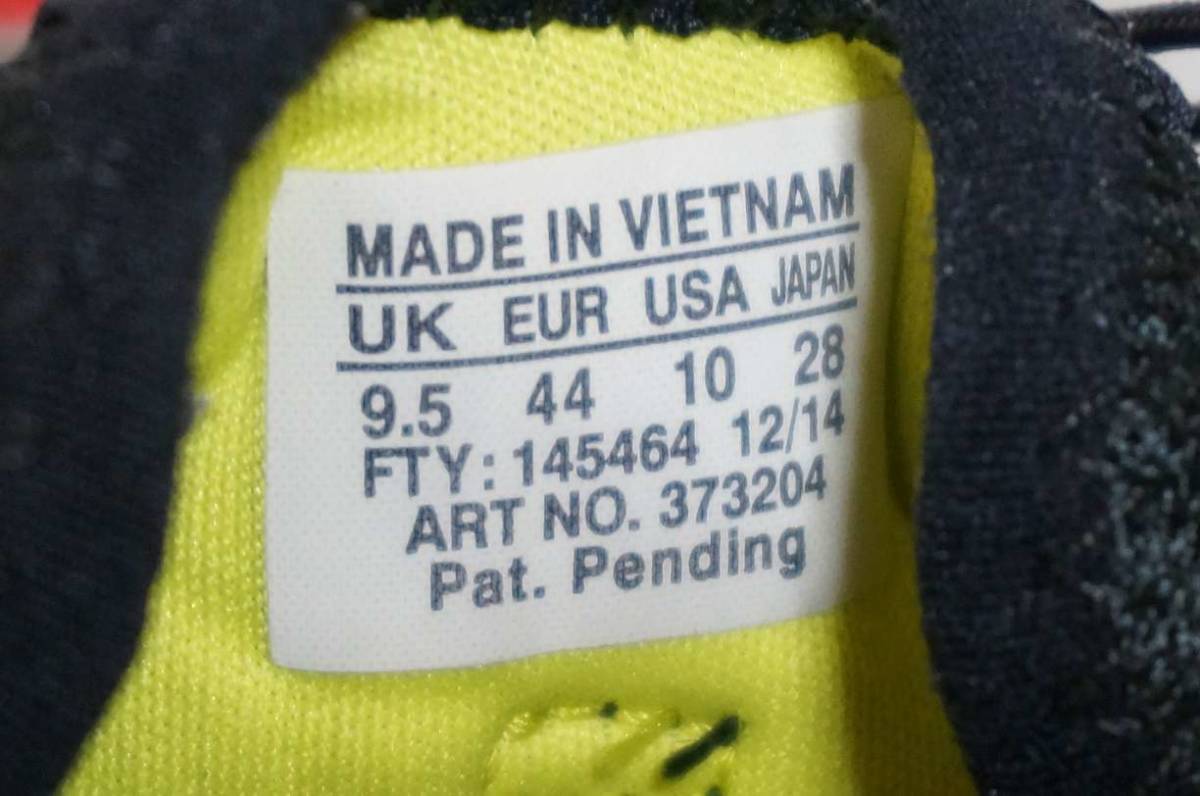 MADE IN VIETNAM
UK EUR USA JAPAN
9.5 44 10 28
FTY: 145464 12/14
ART NO. 373204
Pat. Pending